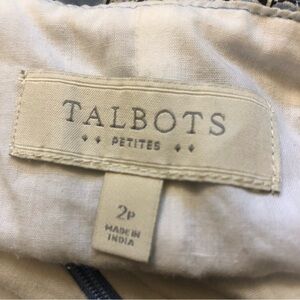 TALBOTS
PETITES
2P
MADE IN
INDIA